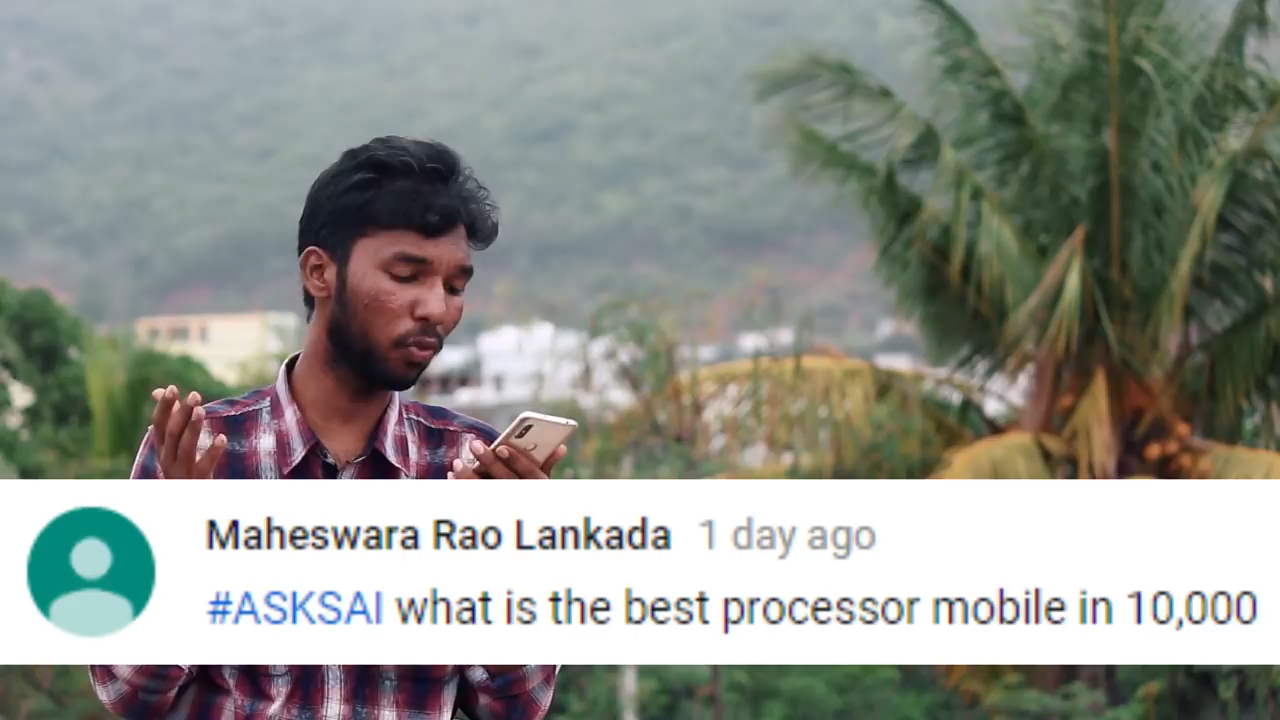 Maheswara Rao Lankada 1 day ago
#ASKSAI what is the best processor mobile in 10,000